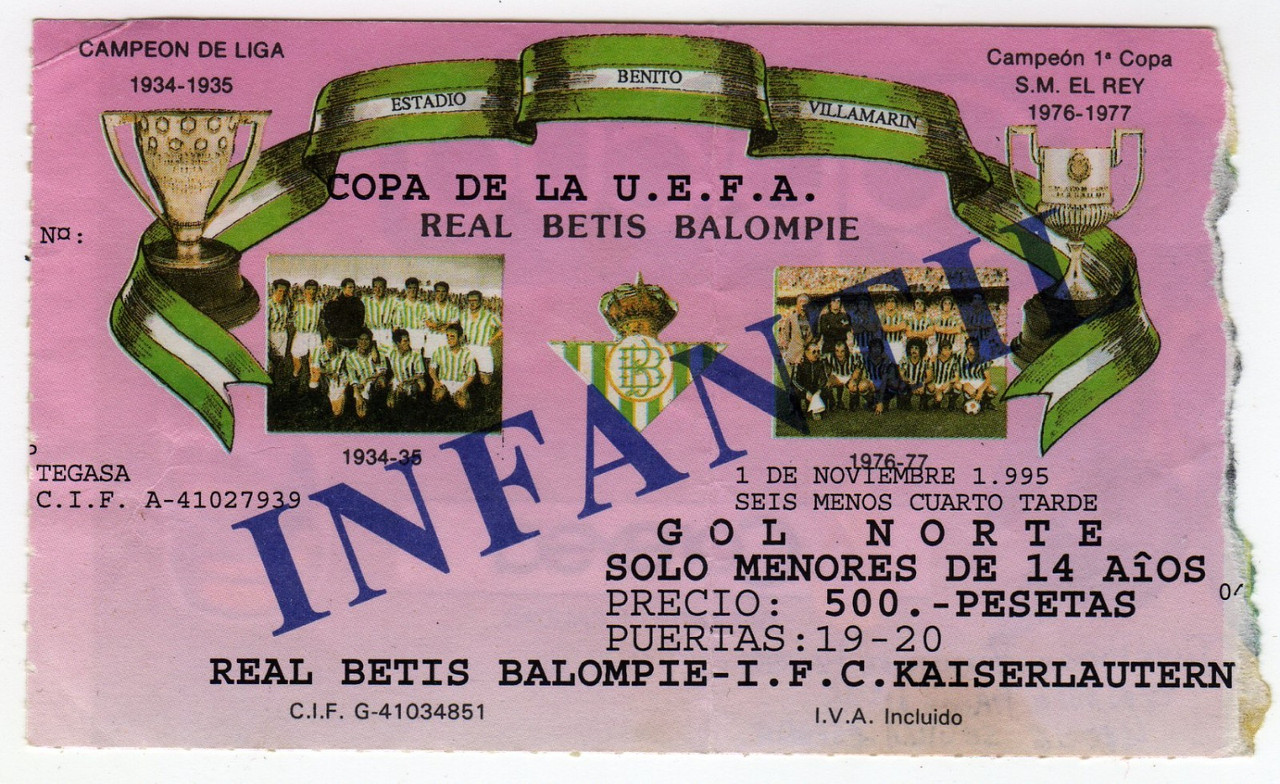 CAMPEON DE LIGA
1934-1935
ESTADIO BENITO VILLAMARIN
Campeón 1ª Copa
S.M. EL REY
1976-1977
COPA DE LA U.E.F.A.
REAL BETIS BALOMPIE
N¤:
INFANTIL
1934-35
1976-77
TEGASA
C.I.F. A-41027939
1 DE NOVIEMBRE 1.995
SEIS MENOS CUARTO TARDE
GOL NORTE
SOLO MENORES DE 14 AÎOS
PRECIO: 500.-PESETAS
PUERTAS:19-20
REAL BETIS BALOMPIE-I.F.C.KAISERLAUTERN
C.I.F. G-41034851
I.V.A. Incluido